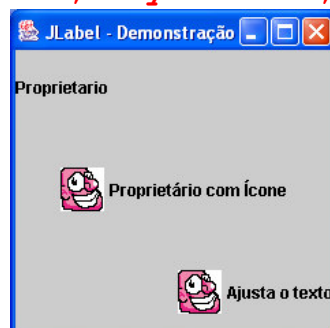 JLabel - Demonstração
Proprietario
Proprietário com Ícone
Ajusta o texto